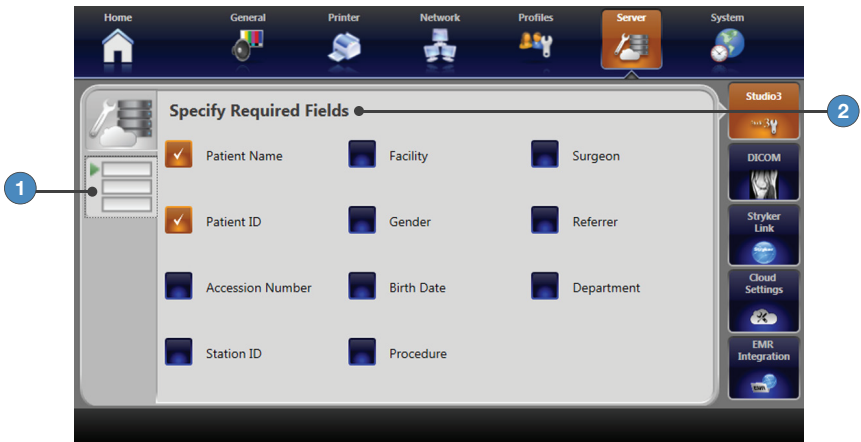 Home
General
Printer
Network
Profiles
Server
System
Specify Required Fields
Patient Name
Facility
Surgeon
Patient ID
Gender
Referrer
Accession Number
Birth Date
Department
Station ID
Procedure
Studio3
DICOM
Stryker
Link
Cloud
Settings
EMR
Integration
1
2